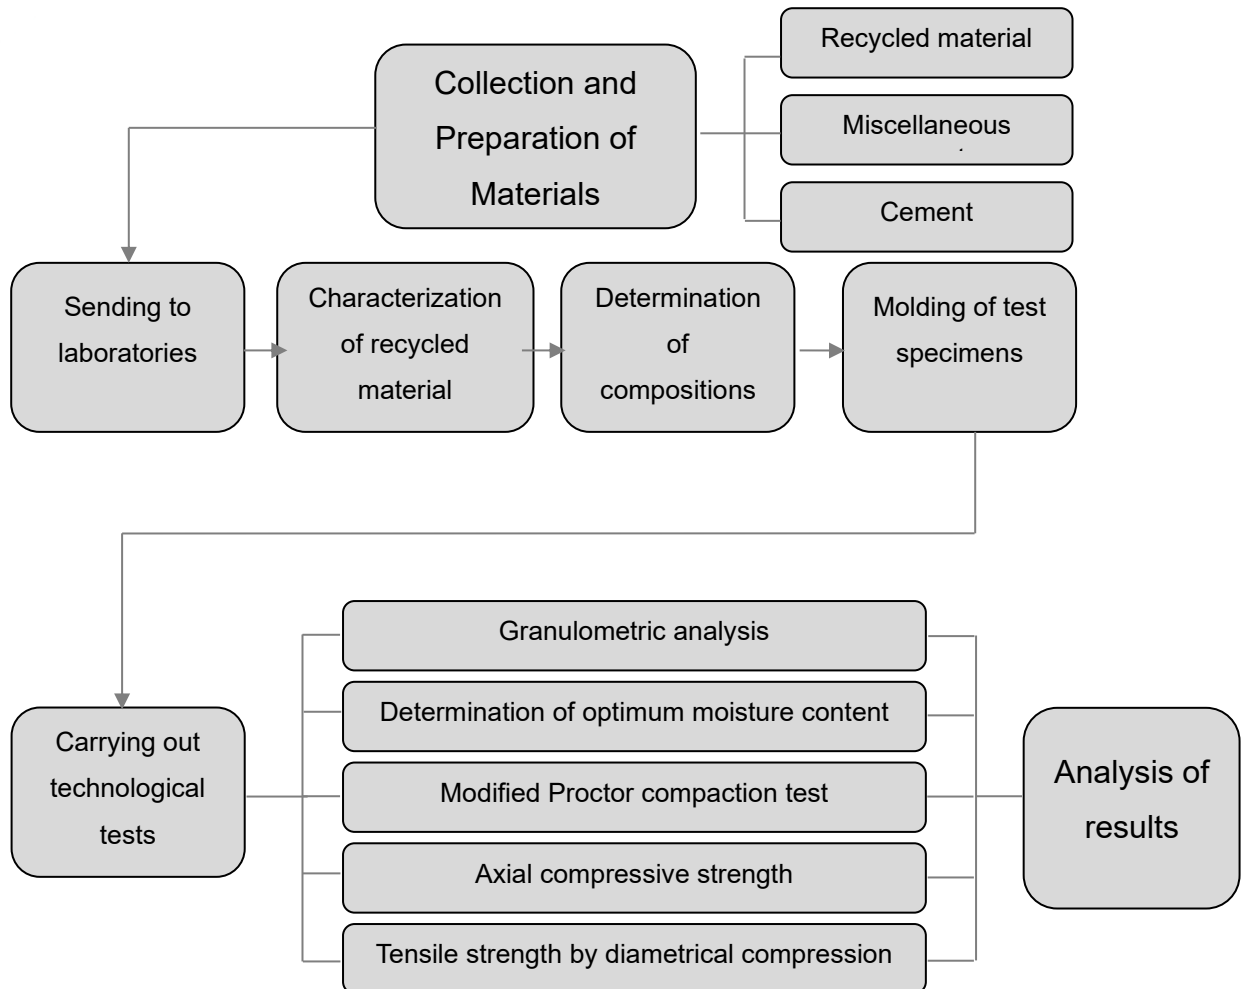 Collection and
Preparation of
Materials
Recycled material
Miscellaneous
Cement
Sending to
laboratories
Characterization
of recycled
material
Determination
of
compositions
Molding of test
specimens
Carrying out
technological
tests
Granulometric analysis
Determination of optimum moisture content
Modified Proctor compaction test
Axial compressive strength
Tensile strength by diametrical compression
Analysis of
results